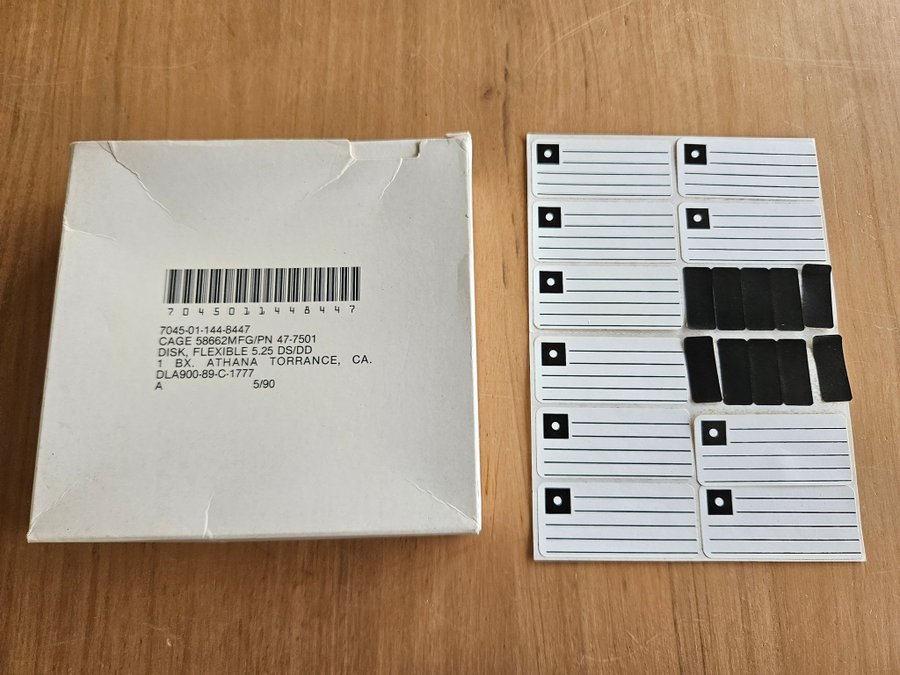 7045011448447
7045-01-144-8447
CAGE 58662MFG/PN 47-7501
DISK, FLEXIBLE 5.25 DS/DD
1 BX. ATHANA TORRANCE, CA.
DLA900-89-C-1777
A 5/90